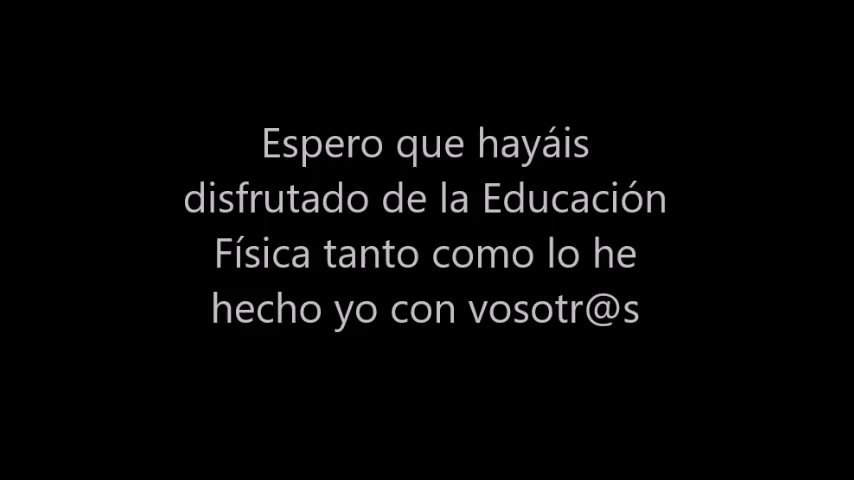 Espero que hayáis
disfrutado de la Educación
Física tanto como lo he
hecho yo con vosotr@s